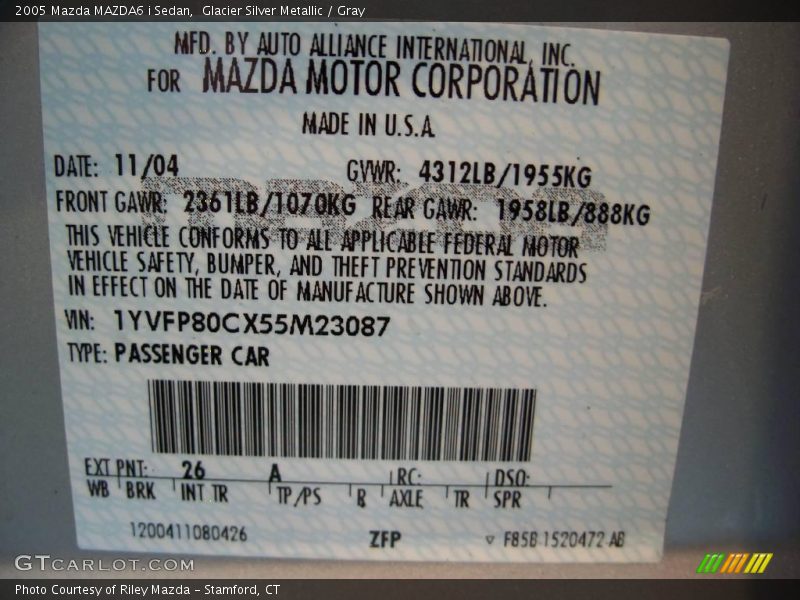 2005 Mazda MAZDA6 i Sedan,  Glacier Silver Metallic / Gray
MFD. BY AUTO ALLIANCE INTERNATIONAL, INC.
FOR MAZDA MOTOR CORPORATION
MADE IN U.S.A.
DATE: 11/04 GVWR: 4312LB/1955KG
FRONT GAWR: 2361LB/1070KG REAR GAWR: 1958LB/888KG
THIS VEHICLE CONFORMS TO ALL APPLICABLE FEDERAL MOTOR
VEHICLE SAFETY, BUMPER, AND THEFT PREVENTION STANDARDS
IN EFFECT ON THE DATE OF MANUFACTURE SHOWN ABOVE.
VIN: 1YVFP80CX55M23087
TYPE: PASSENGER CAR
EXT PNT: 26 A RC: DSO:
WB BRK INT TR TP/PS R AXLE TR SPR
1200411080426 ZFP F85B 1520472 AB
GTCARLOT.COM
Photo Courtesy of Riley Mazda – Stamford, CT